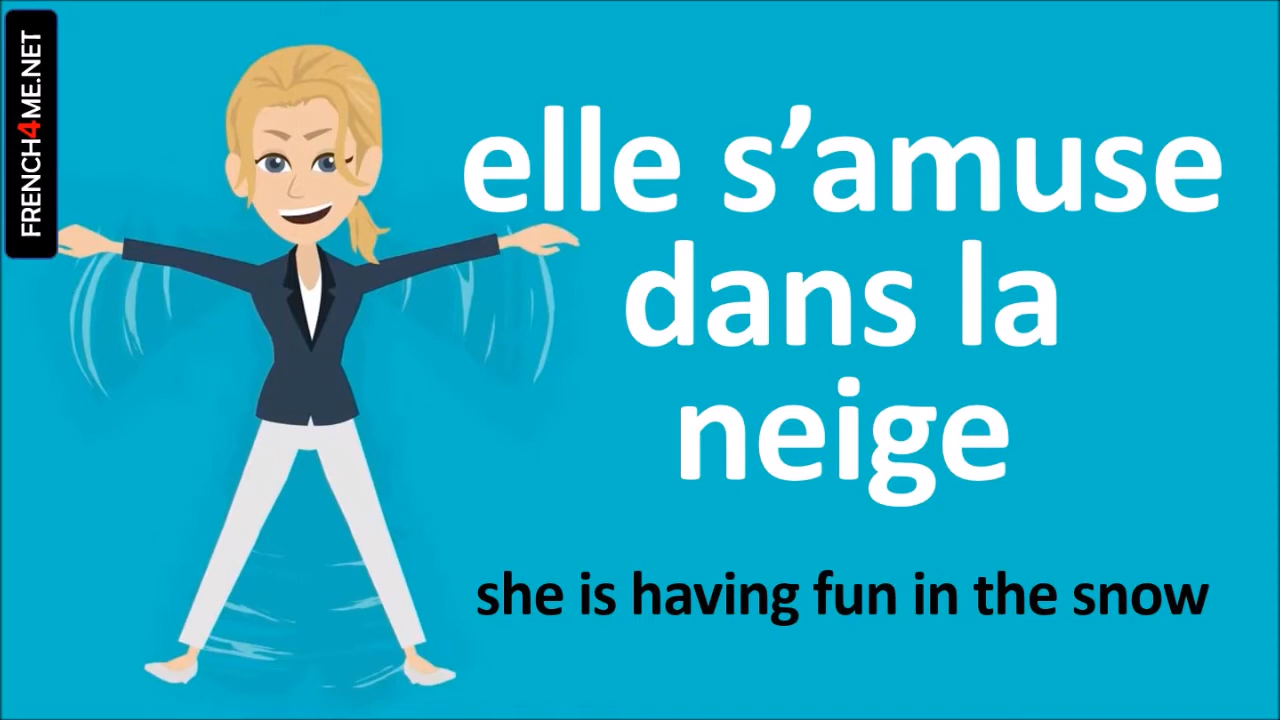 FRENCH4ME.NET
elle s’amuse
dans la
neige
she is having fun in the snow